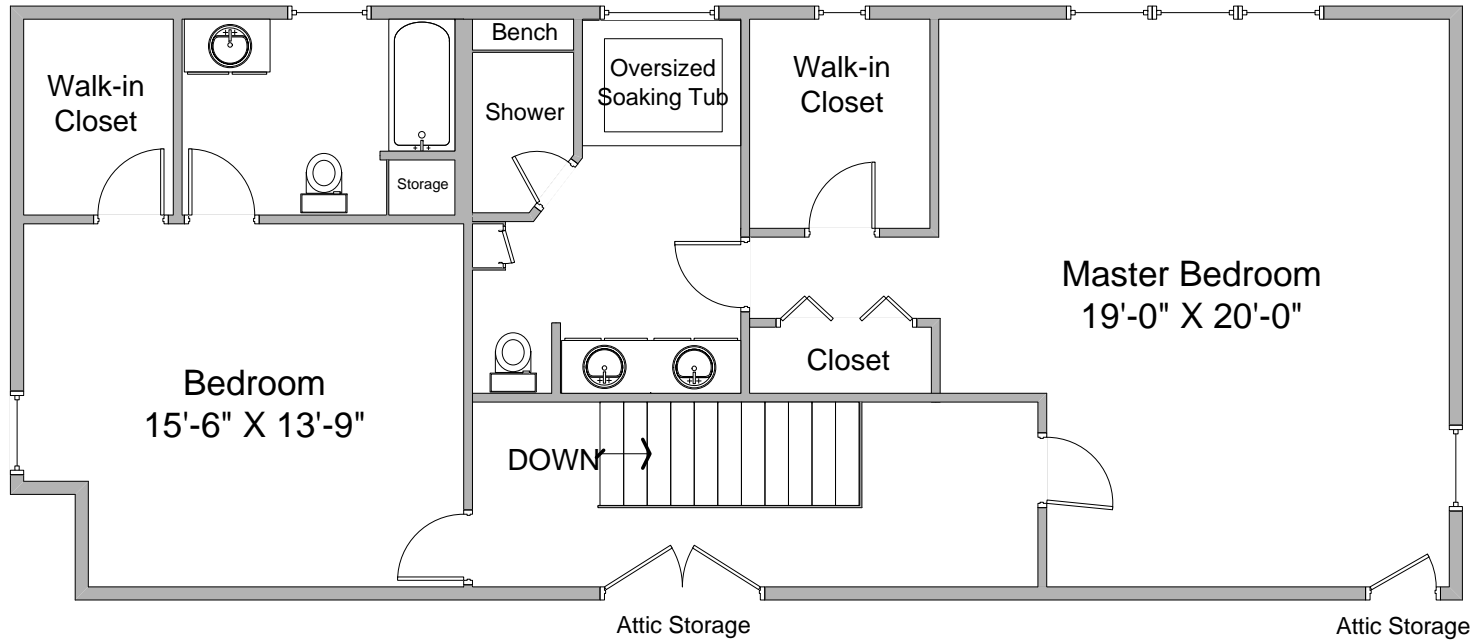 Walk-in
Closet
Storage
Bench
Shower
Oversized
Soaking Tub
Walk-in
Closet
Master Bedroom
19'-0" X 20'-0"
Closet
Bedroom
15'-6" X 13'-9"
DOWN
Attic Storage
Attic Storage